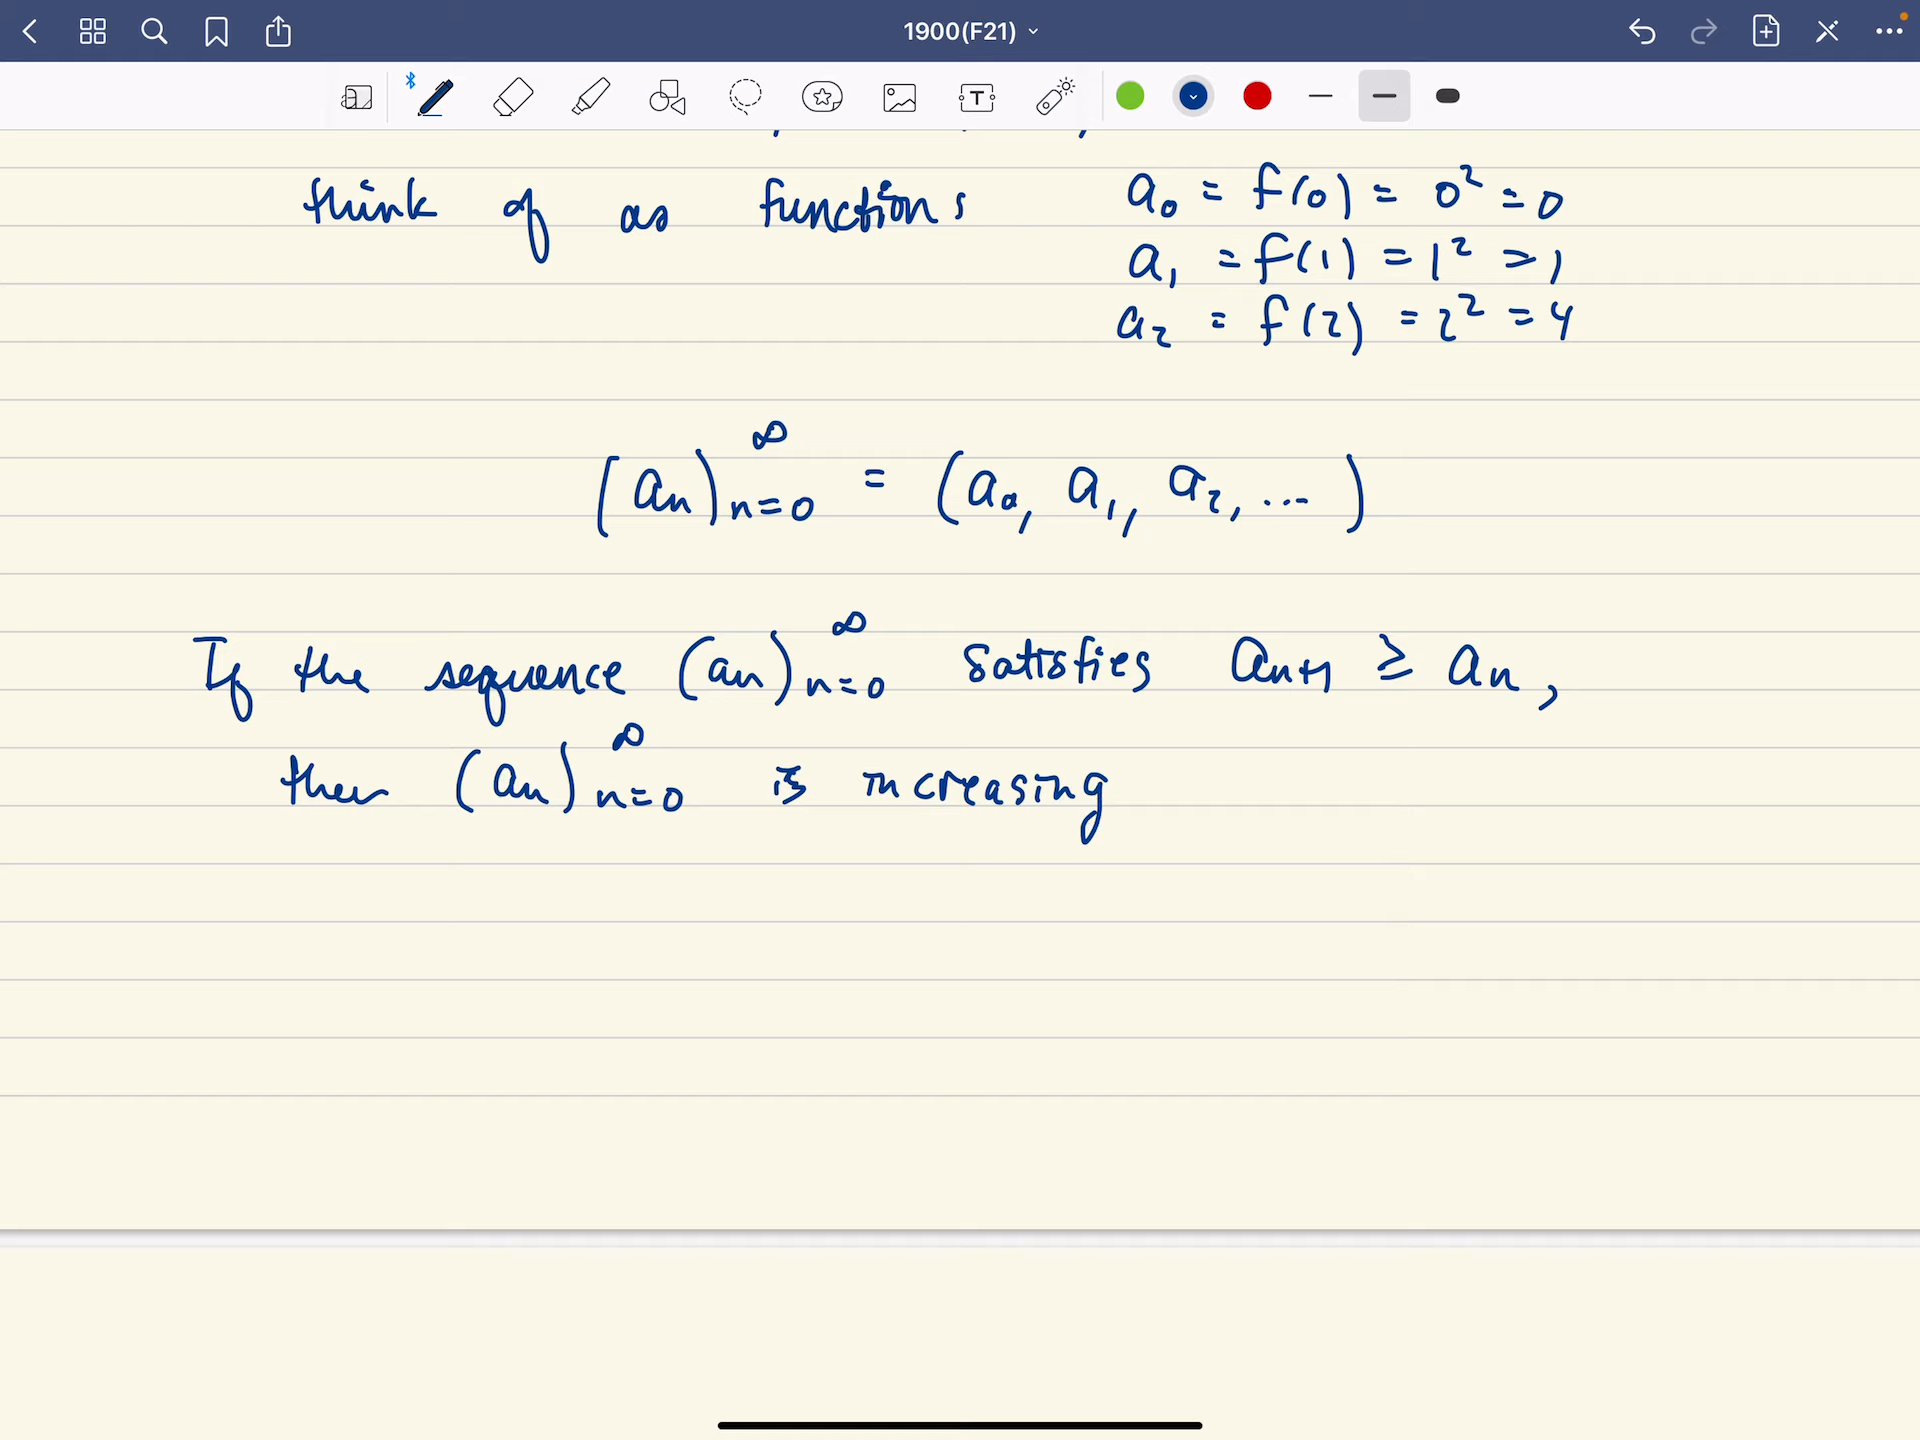 1900(F21)
think of as functions
a₀ = f(0) = 0² = 0
a₁ = f(1) = 1² = 1
a₂ = f(2) = 2² = 4
(aₙ)ₙ₌₀^∞ = (a₀, a₁, a₂, ... )
If the sequence (aₙ)ₙ₌₀^∞ satisfies aₙ₊₁ ≥ aₙ,
then (aₙ)ₙ₌₀^∞ is increasing